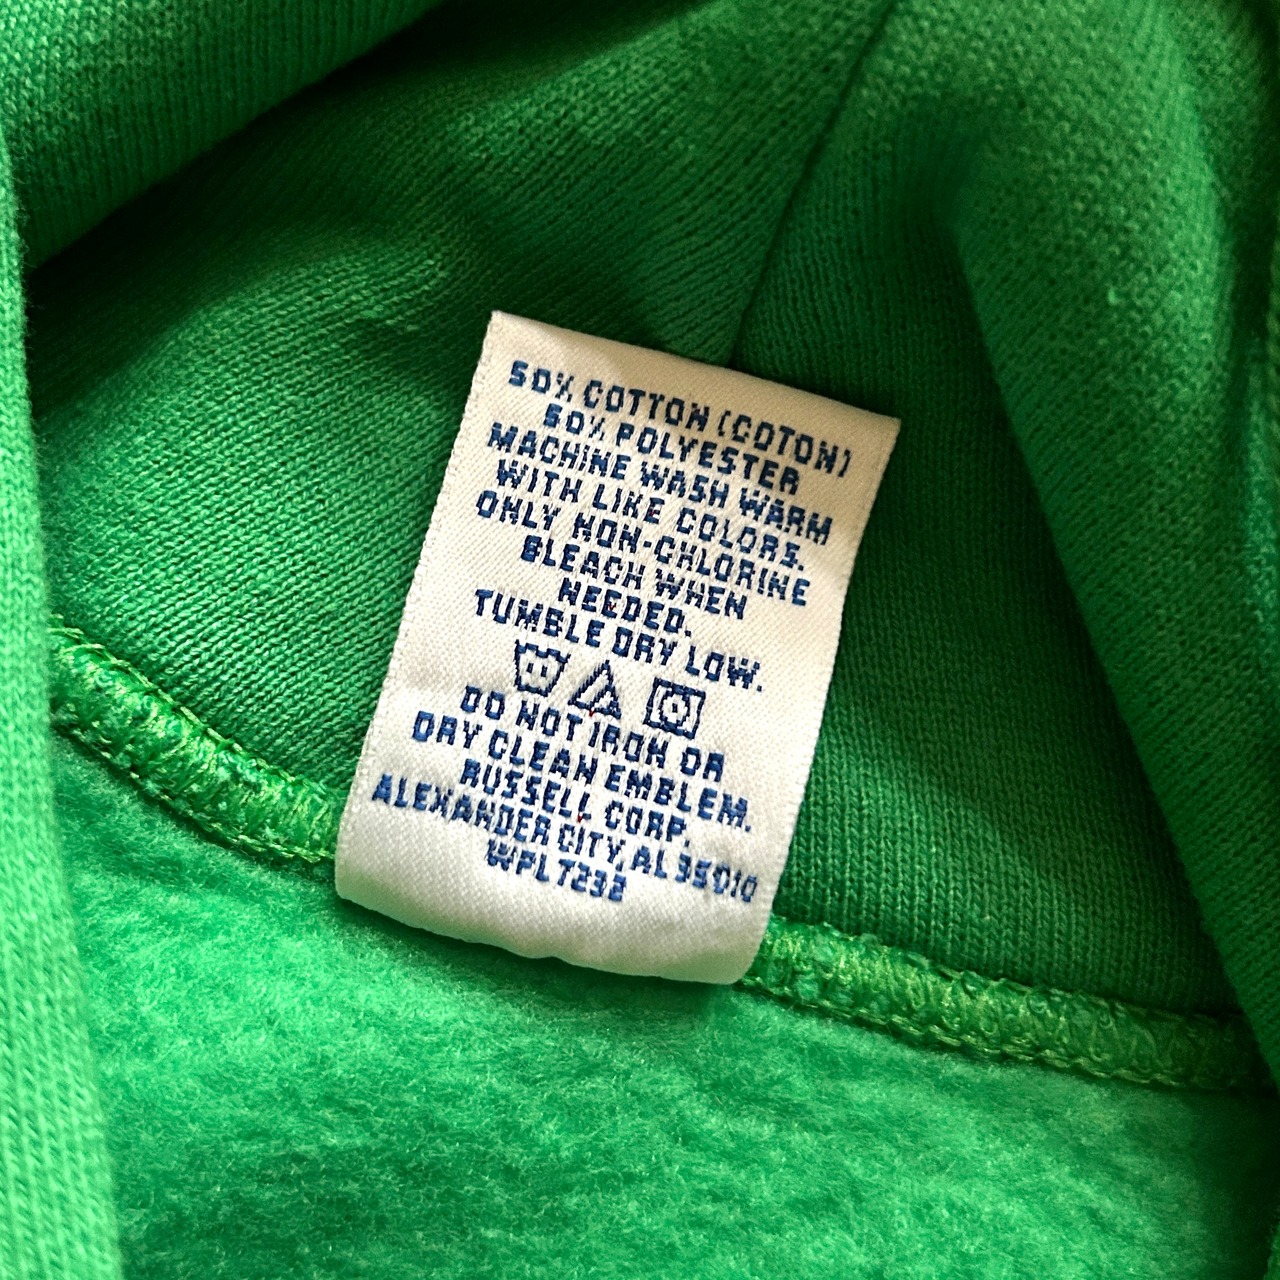 50% COTTON (COTON)
50% POLYESTER
MACHINE WASH WARM
WITH LIKE COLORS.
ONLY NON-CHLORINE
BLEACH WHEN
NEEDED.
TUMBLE DRY LOW.
DO NOT IRON OR
DRY CLEAN EMBLEM.
RUSSELL CORP.
ALEXANDER CITY, AL 35010
WPL 7232